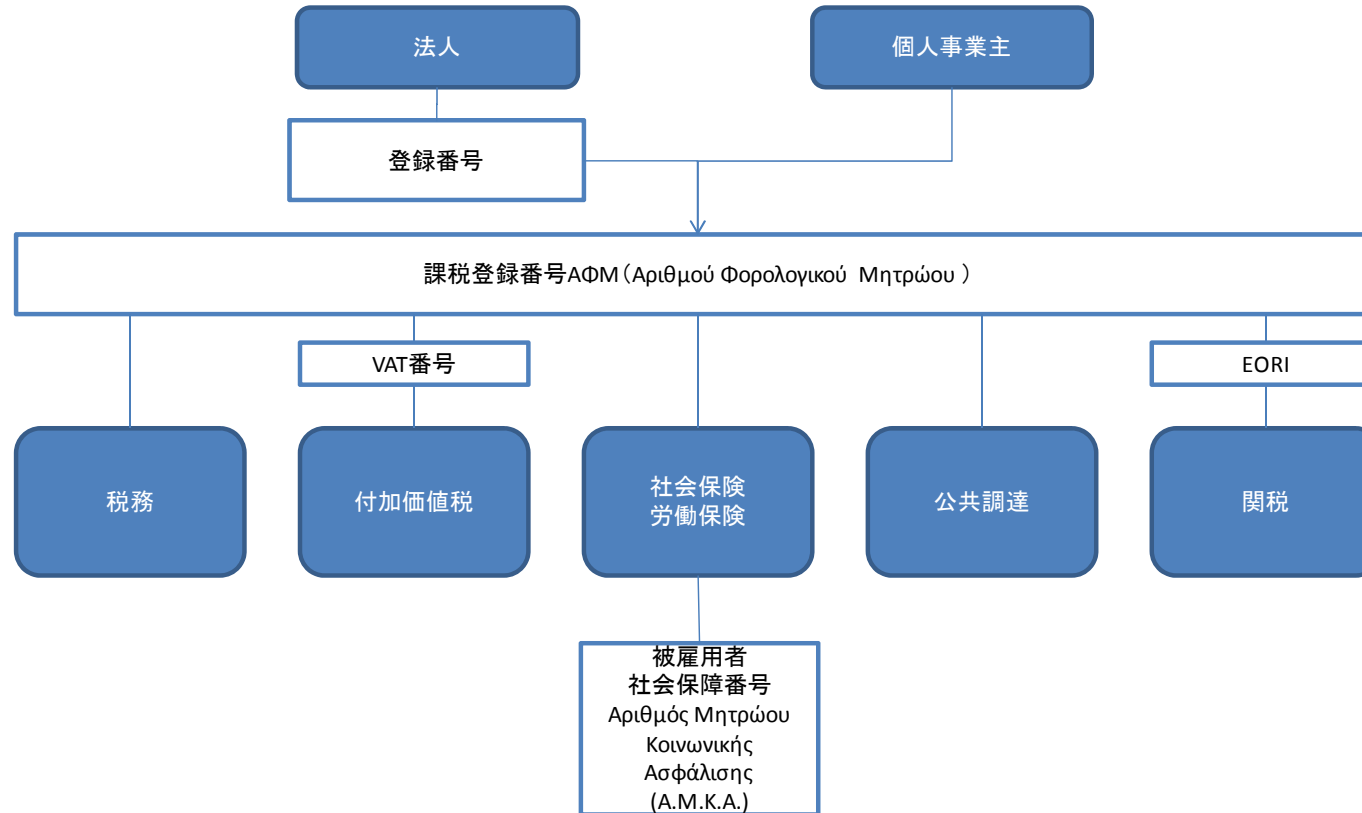 法人
個人事業主
登録番号
課税登録番号ΑΦΜ（Αριθμού Φορολογικού Μητρώου ）
VAT番号
EORI
税務
付加価値税
社会保険
労働保険
公共調達
関税
被雇用者
社会保障番号
Αριθμός Μητρώου
Κοινωνικής
Ασφάλισης
(Α.Μ.Κ.Α.)